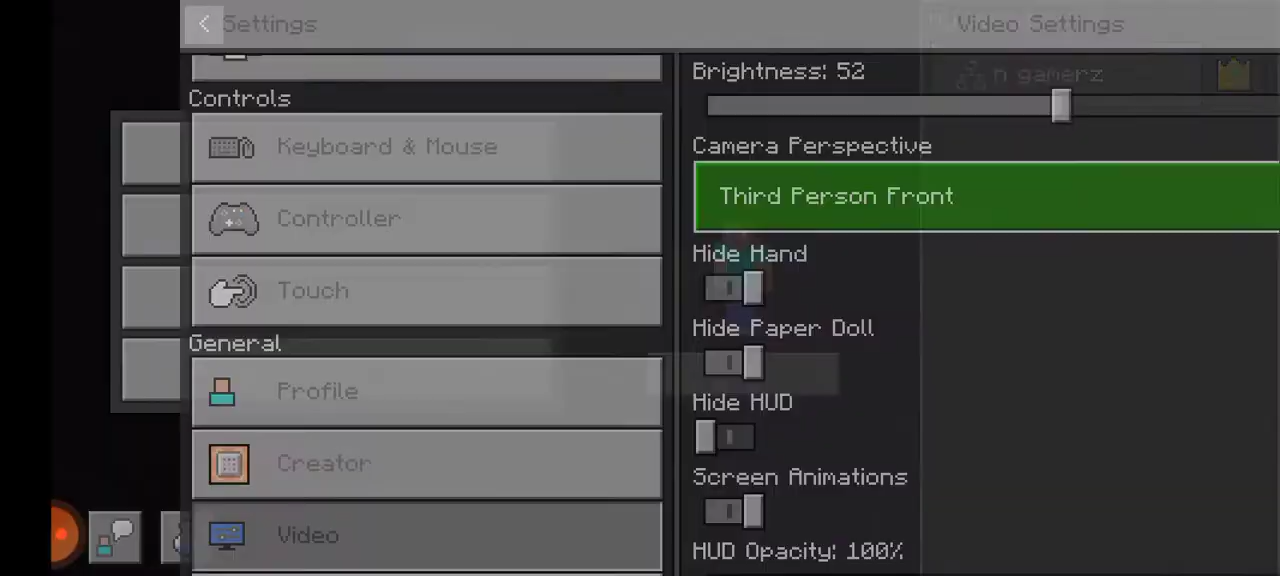 Settings
Video Settings
Controls
Keyboard & Mouse
Controller
Touch
General
Profile
Creator
Video
Brightness: 52
n gamerz
Camera Perspective
Third Person Front
Hide Hand
Hide Paper Doll
Hide HUD
Screen Animations
HUD Opacity: 100%